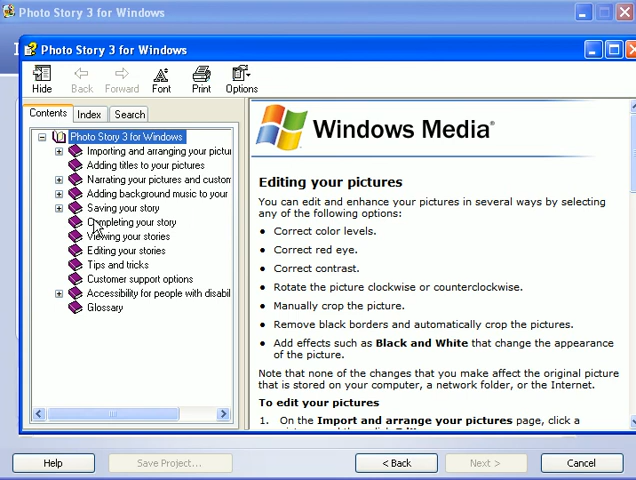 Photo Story 3 for Windows
Photo Story 3 for Windows
Hide
Back
Forward
Font
Print
Options
Contents
Index
Search
Photo Story 3 for Windows
Importing and arranging your pictu
Adding titles to your pictures
Narrating your pictures and custom
Adding background music to your
Saving your story
Completing your story
Viewing your stories
Editing your stories
Tips and tricks
Customer support options
Accessibility for people with disabil
Glossary
Windows Media®
Editing your pictures
You can edit and enhance your pictures in several ways by selecting
any of the following options:
• Correct color levels.
• Correct red eye.
• Correct contrast.
• Rotate the picture clockwise or counterclockwise.
• Manually crop the picture.
• Remove black borders and automatically crop the pictures.
• Add effects such as Black and White that change the appearance
of the picture.
Note that none of the changes that you make affect the original picture
that is stored on your computer, a network folder, or the Internet.
To edit your pictures
1. On the Import and arrange your pictures page, click a
Help
Save Project...
< Back
Next >
Cancel